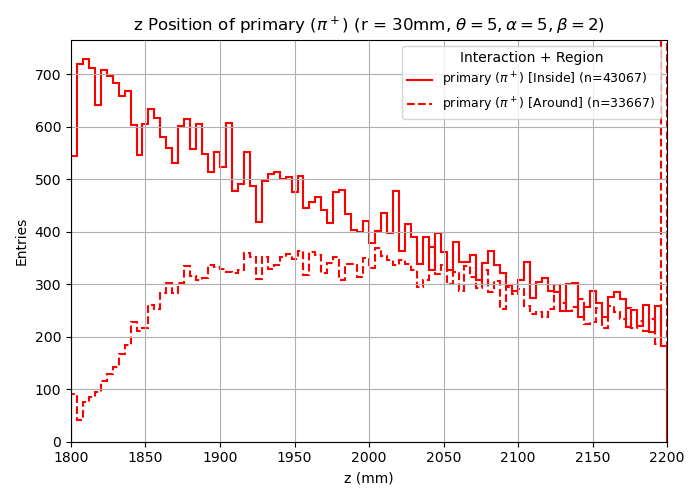 z Position of primary (π⁺) (r = 30mm, θ = 5, α = 5, β = 2)
Interaction + Region
primary (π⁺) [Inside] (n=43067)
primary (π⁺) [Around] (n=33667)
Entries
700
600
500
400
300
200
100
0
1800 1850 1900 1950 2000 2050 2100 2150 2200
z (mm)